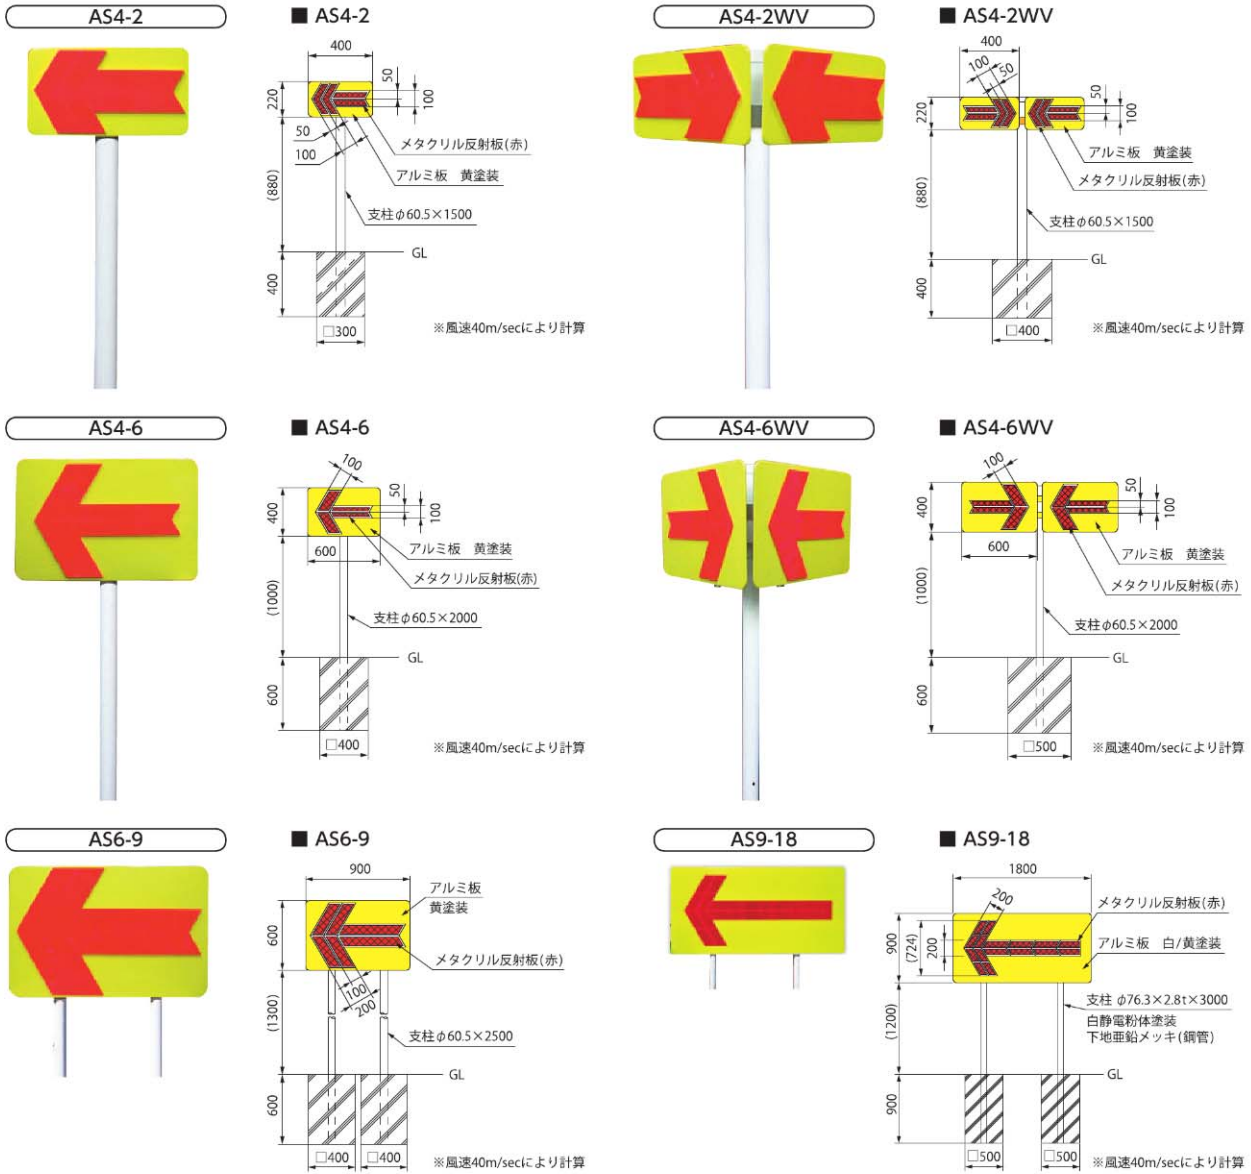 AS4-2
■ AS4-2
400
220
50
100
50
100
メタクリル反射板(赤)
アルミ板　黄塗装
(880)
支柱φ60.5×1500
GL
400
□300
※風速40m/secにより計算
AS4-2WV
■ AS4-2WV
400
100
50
50
100
220
アルミ板　黄塗装
メタクリル反射板(赤)
(880)
支柱φ60.5×1500
GL
400
□400
※風速40m/secにより計算
AS4-6
■ AS4-6
100
50
100
400
600
アルミ板　黄塗装
メタクリル反射板(赤)
(1000)
支柱φ60.5×2000
GL
600
□400
※風速40m/secにより計算
AS4-6WV
■ AS4-6WV
100
50
100
400
600
アルミ板　黄塗装
メタクリル反射板(赤)
(1000)
支柱φ60.5×2000
GL
600
□500
※風速40m/secにより計算
AS6-9
■ AS6-9
900
アルミ板
黄塗装
600
メタクリル反射板(赤)
100
200
(1300)
支柱φ60.5×2500
GL
600
□400
□400
※風速40m/secにより計算
AS9-18
■ AS9-18
1800
200
メタクリル反射板(赤)
900
(724)
200
アルミ板　白/黄塗装
(1200)
支柱 φ76.3×2.8t×3000
白静電粉体塗装
下地亜鉛メッキ(鋼管)
GL
900
□500
□500
※風速40m/secにより計算